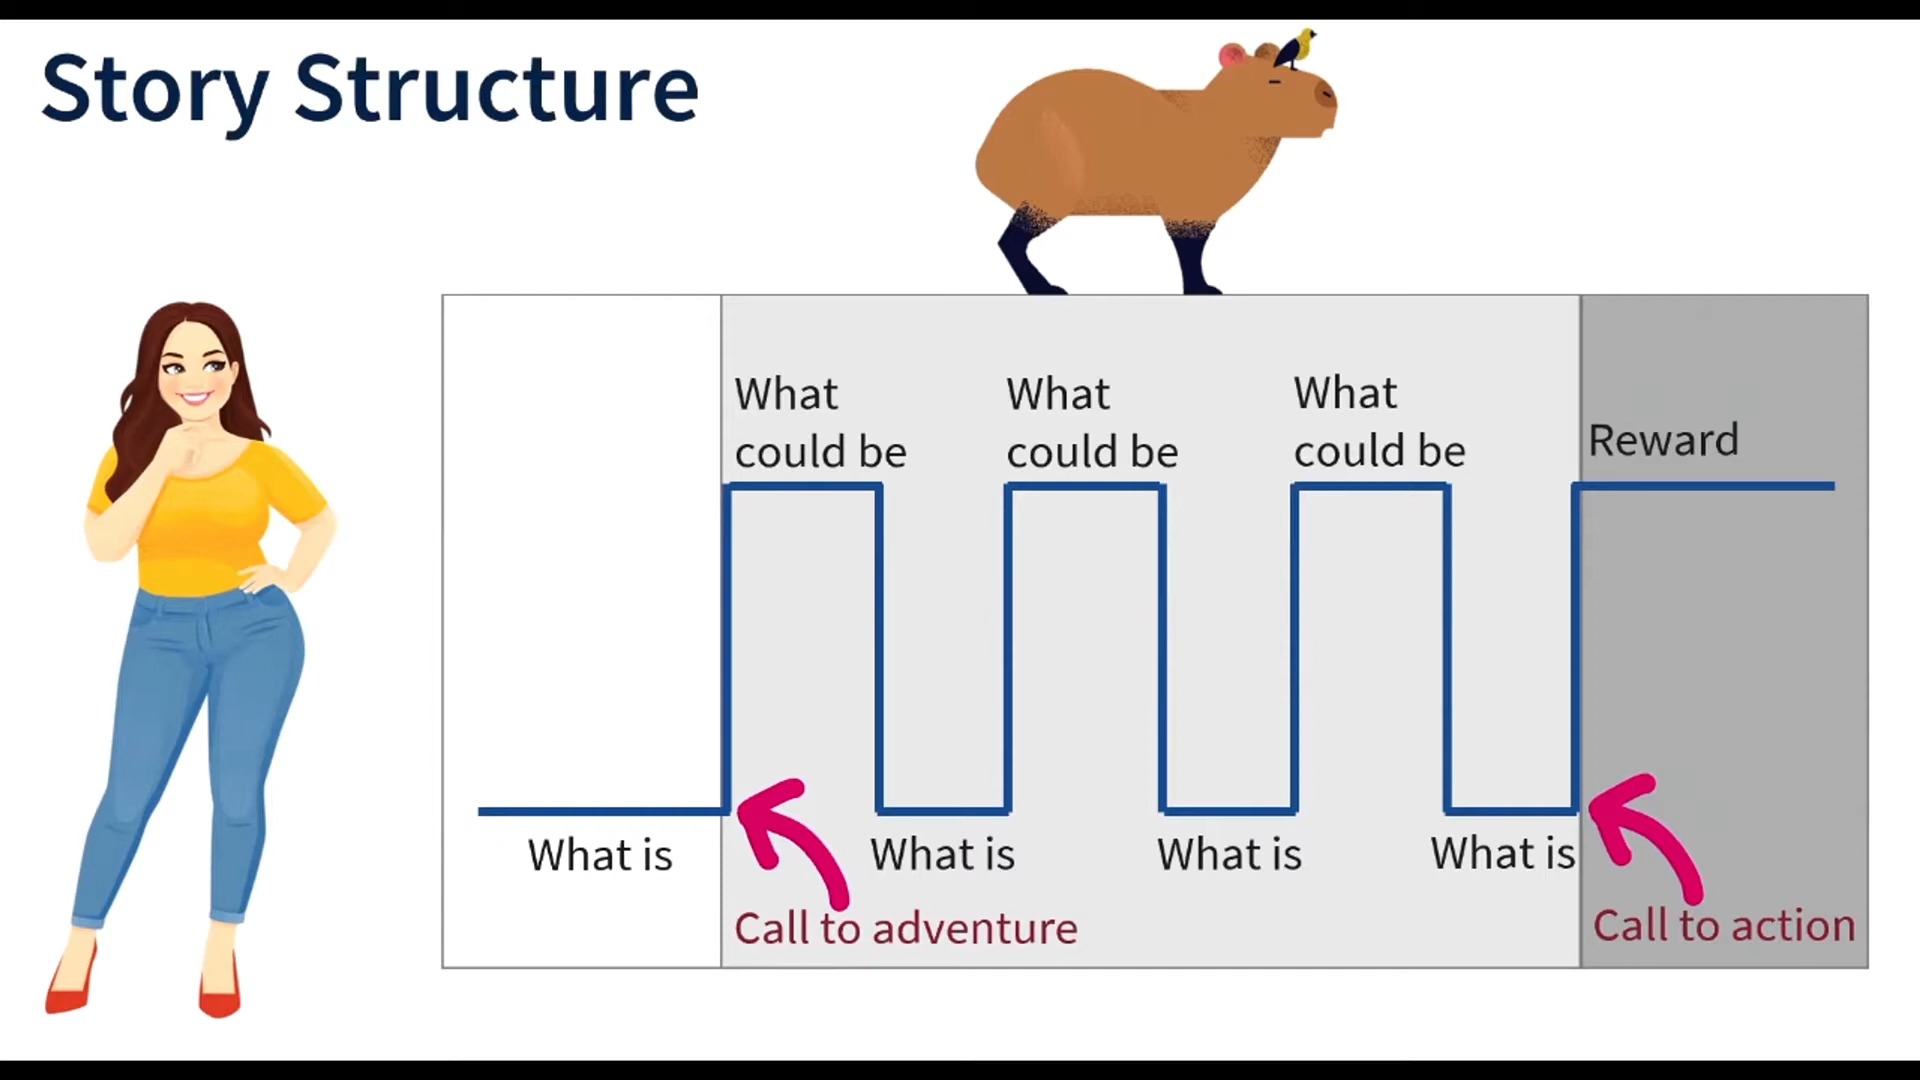 Story Structure
What
could be
What
could be
What
could be
Reward
What is
What is
What is
What is
Call to adventure
Call to action